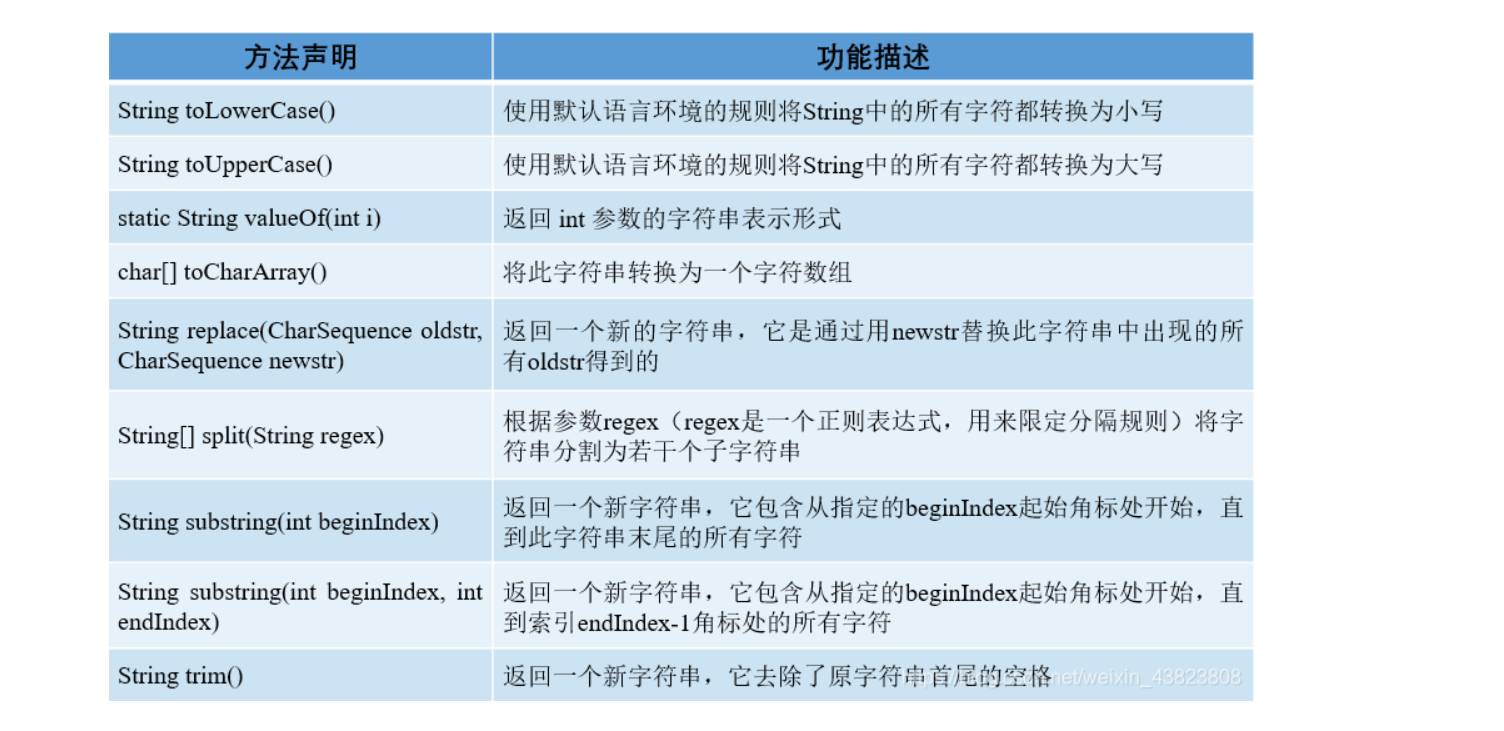 方法声明
功能描述
String toLowerCase()
使用默认语言环境的规则将String中的所有字符都转换为小写
String toUpperCase()
使用默认语言环境的规则将String中的所有字符都转换为大写
static String valueOf(int i)
返回 int 参数的字符串表示形式
char[] toCharArray()
将此字符串转换为一个字符数组
String replace(CharSequence oldstr,
CharSequence newstr)
返回一个新的字符串，它是通过用newstr替换此字符串中出现的所
有oldstr得到的
String[] split(String regex)
根据参数regex（regex是一个正则表达式，用来限定分隔规则）将字
符串分割为若干个子字符串
String substring(int beginIndex)
返回一个新字符串，它包含从指定的beginIndex起始角标处开始，直
到此字符串末尾的所有字符
String substring(int beginIndex, int
endIndex)
返回一个新字符串，它包含从指定的beginIndex起始角标处开始，直
到索引endIndex-1角标处的所有字符
String trim()
返回一个新字符串，它去除了原字符串首尾的空格
net/weixin_43823808